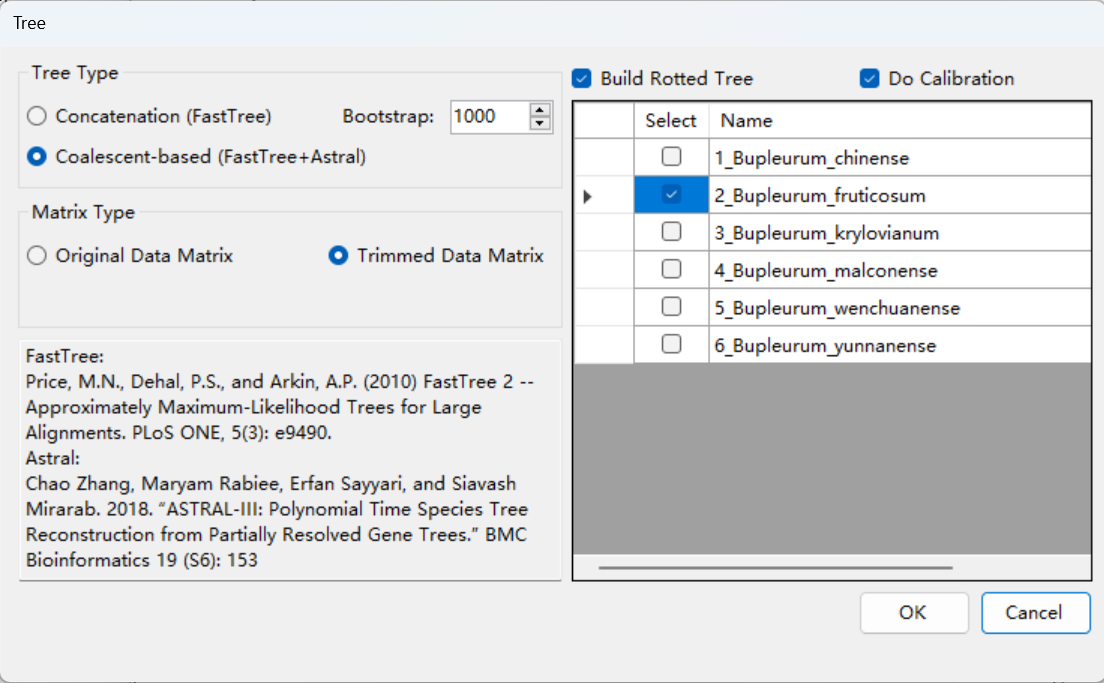 Tree
Tree Type
Concatenation (FastTree)
Bootstrap:
1000
Coalescent-based (FastTree+Astral)
Matrix Type
Original Data Matrix
Trimmed Data Matrix
FastTree:
Price, M.N., Dehal, P.S., and Arkin, A.P. (2010) FastTree 2 --
Approximately Maximum-Likelihood Trees for Large
Alignments. PLoS ONE, 5(3): e9490.
Astral:
Chao Zhang, Maryam Rabiee, Erfan Sayyari, and Siavash
Mirarab. 2018. “ASTRAL-III: Polynomial Time Species Tree
Reconstruction from Partially Resolved Gene Trees.” BMC
Bioinformatics 19 (S6): 153
Build Rotted Tree
Do Calibration
Select Name
1_Bupleurum_chinense
2_Bupleurum_fruticosum
3_Bupleurum_krylovianum
4_Bupleurum_malconense
5_Bupleurum_wenchuanense
6_Bupleurum_yunnanense
OK
Cancel